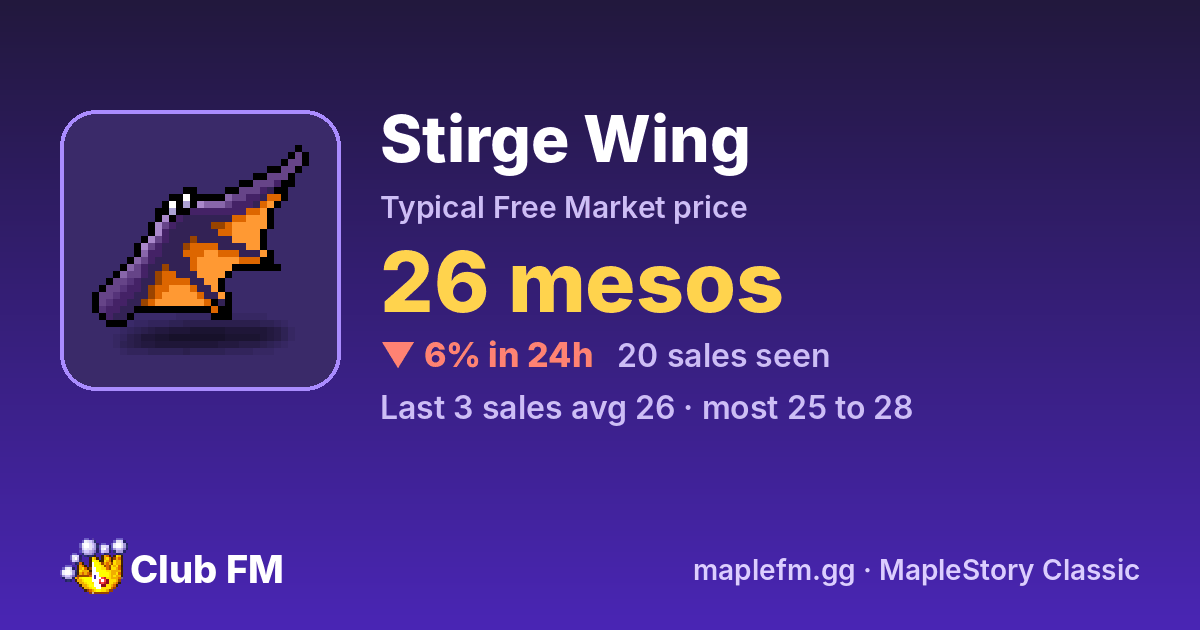 Stirge Wing
Typical Free Market price
26 mesos
▼ 6% in 24h 20 sales seen
Last 3 sales avg 26 · most 25 to 28
Club FM
maplefm.gg · MapleStory Classic